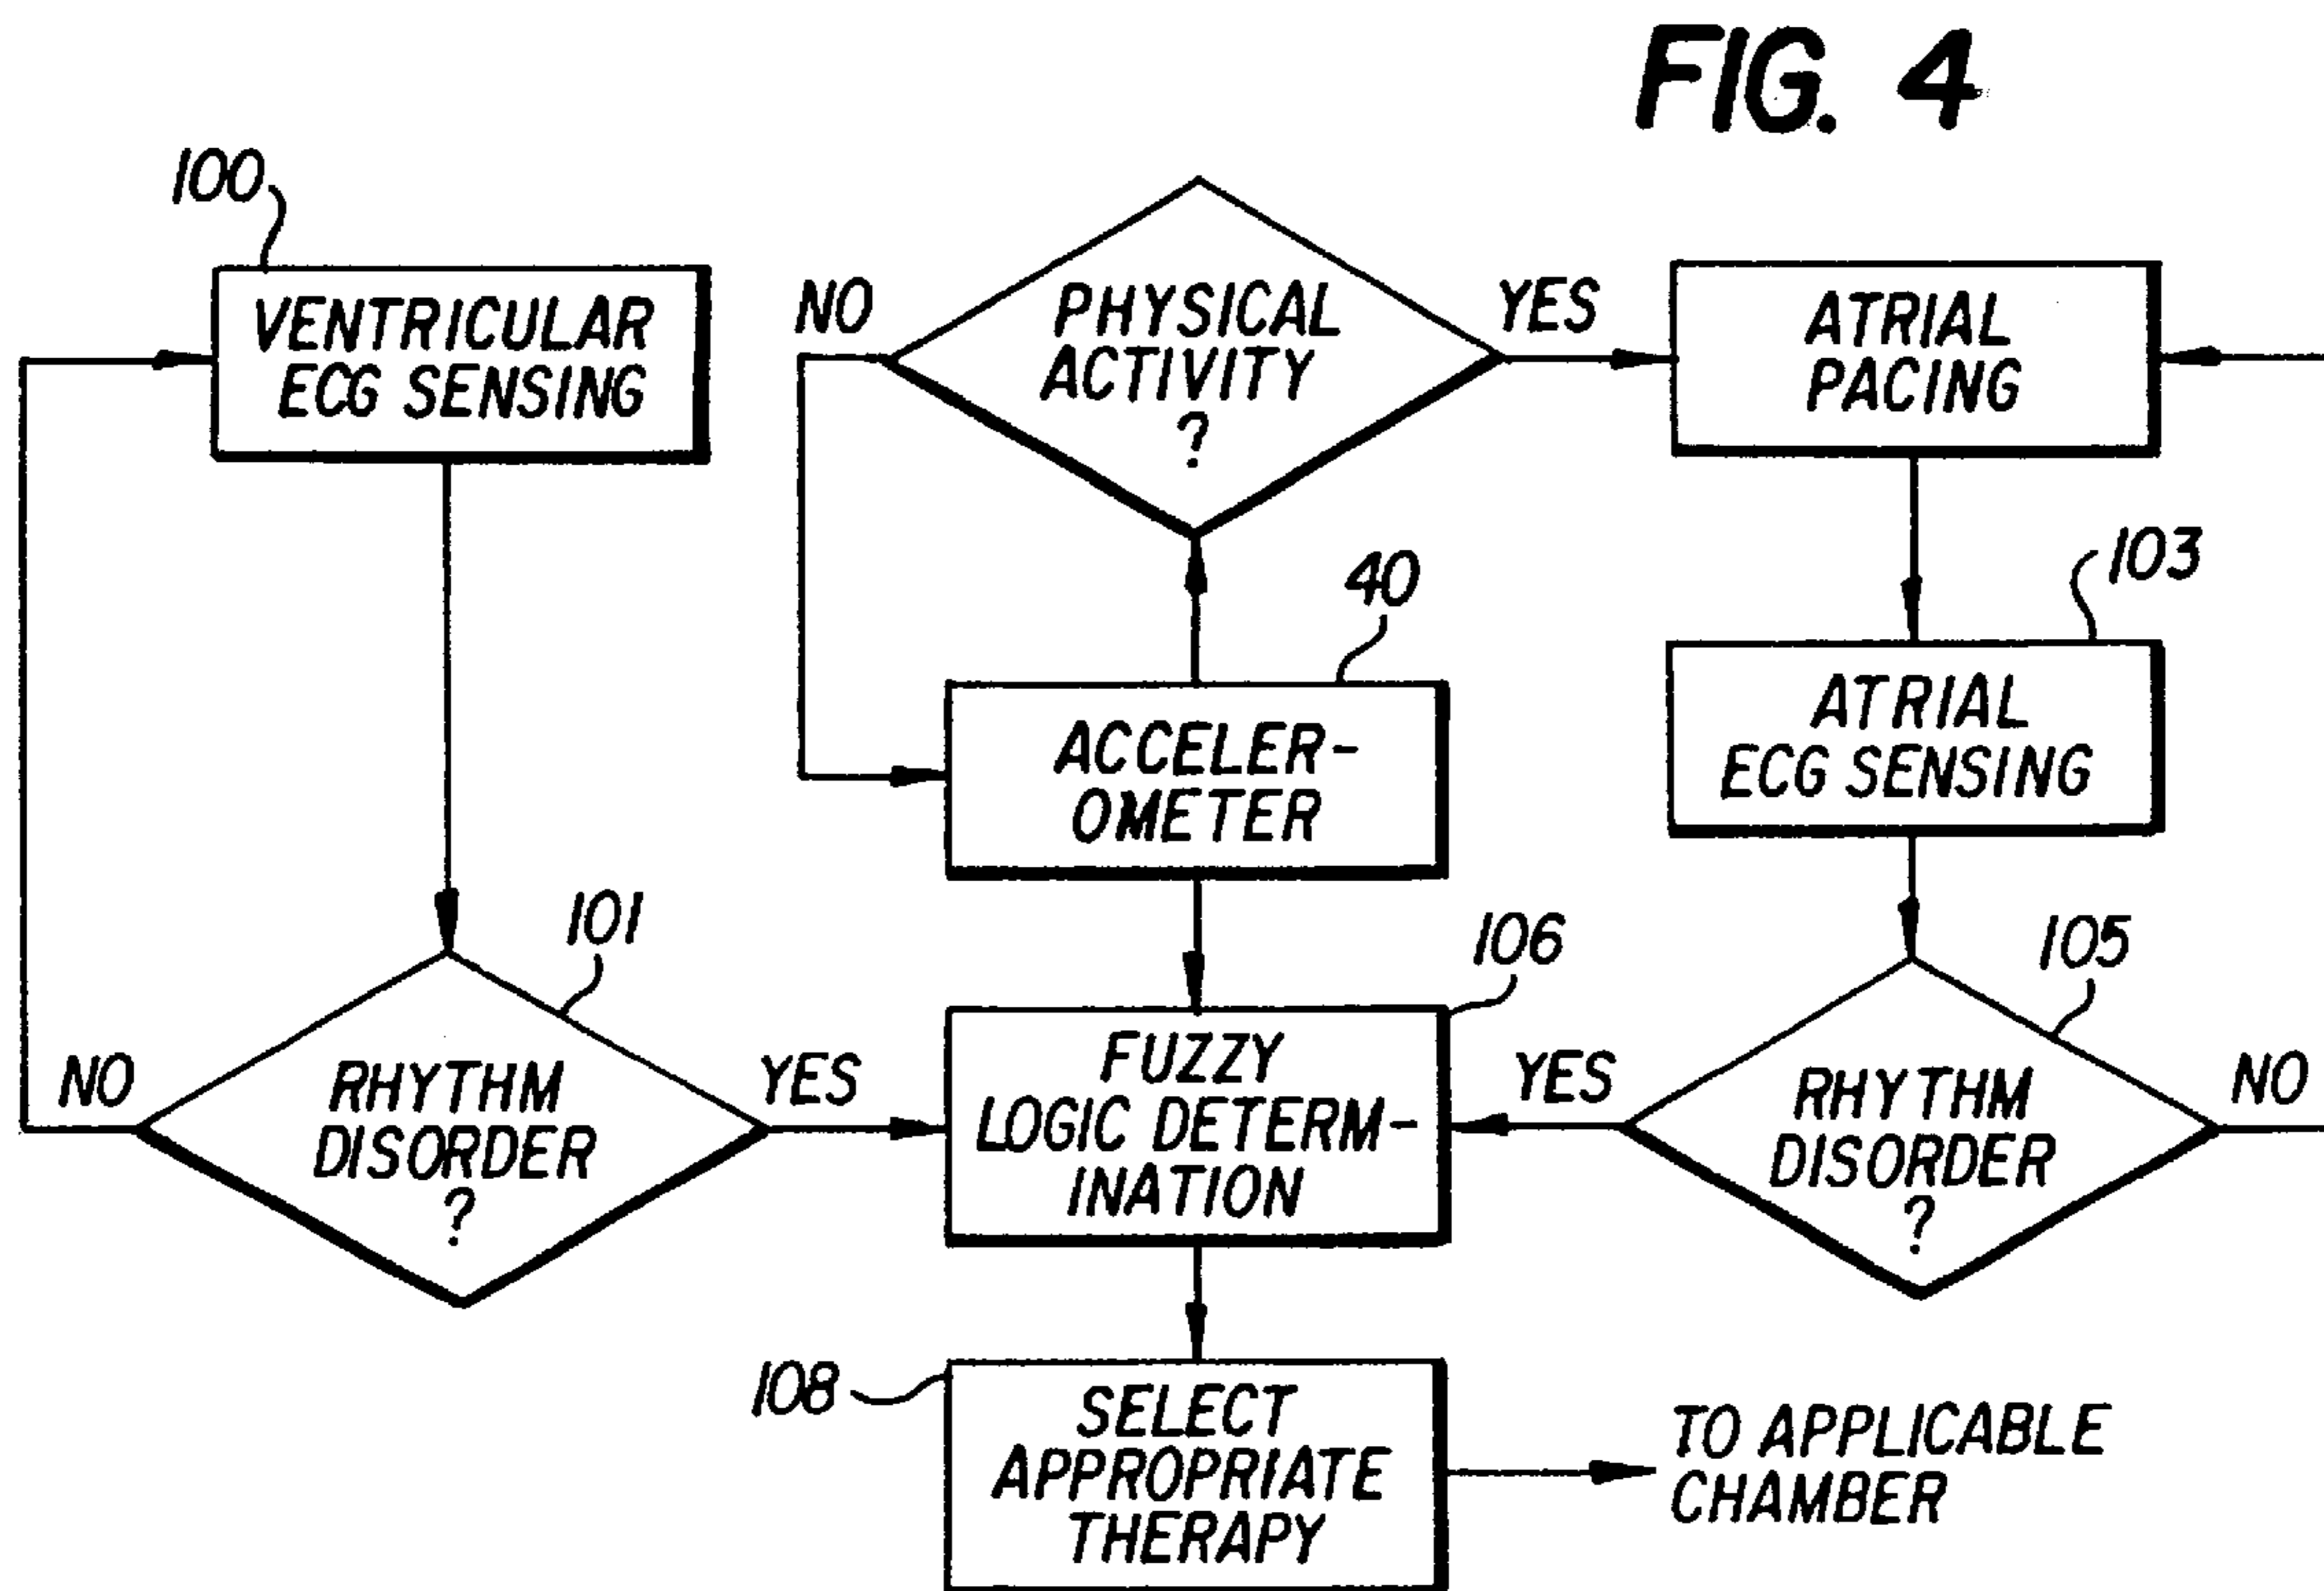 FIG. 4
100
VENTRICULAR
ECG SENSING
NO
PHYSICAL
ACTIVITY
?
YES
ATRIAL
PACING
40
103
ACCELER-
OMETER
ATRIAL
ECG SENSING
101
106
105
NO
RHYTHM
DISORDER
?
YES
FUZZY
LOGIC DETERM-
INATION
YES
RHYTHM
DISORDER
?
NO
108
SELECT
APPROPRIATE
THERAPY
TO APPLICABLE
CHAMBER